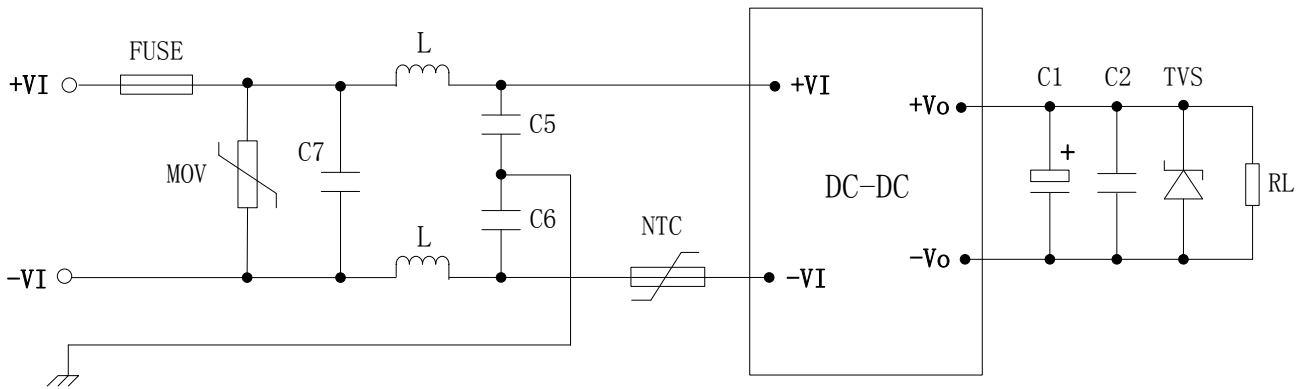 FUSE
L
+VI
+VI
C1
C2
TVS
+Vo
C5
MOV
C7
+
DC-DC
RL
C6
NTC
L
-VI
-VI
-Vo